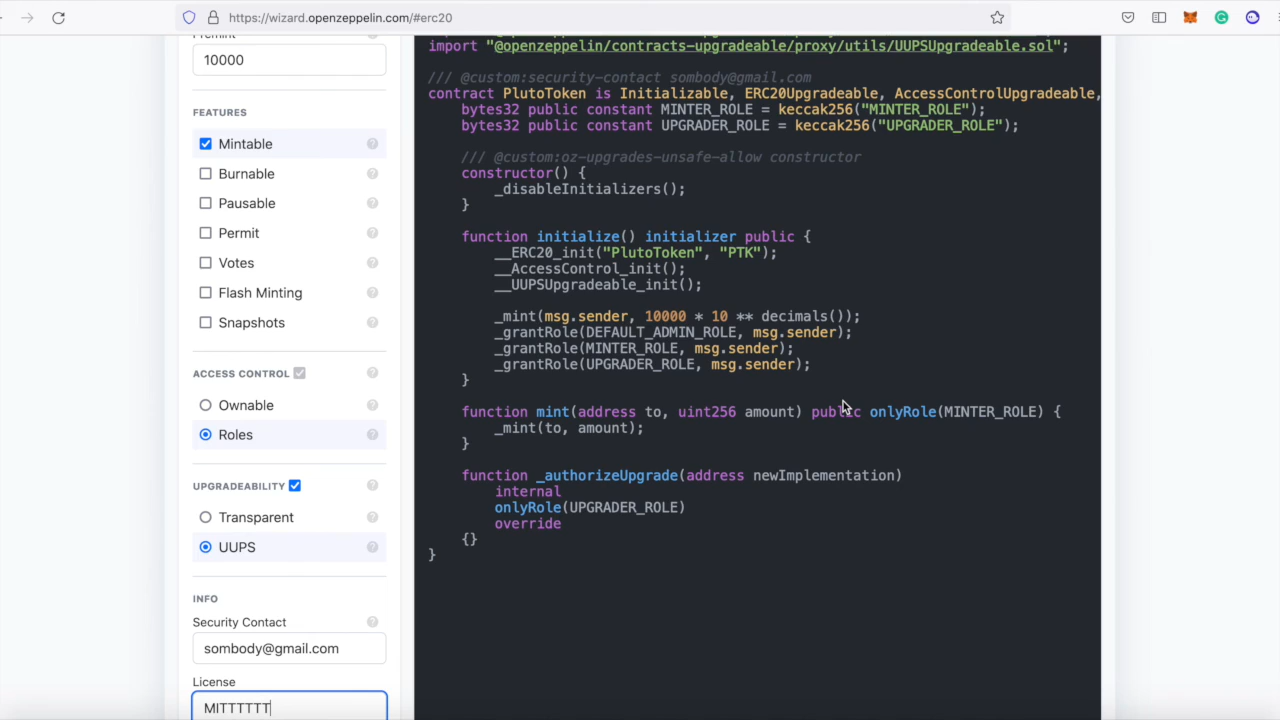 https://wizard.openzeppelin.com/#erc20
Premint
10000
FEATURES
Mintable
Burnable
Pausable
Permit
Votes
Flash Minting
Snapshots
ACCESS CONTROL
Ownable
Roles
UPGRADEABILITY
Transparent
UUPS
INFO
Security Contact
sombody@gmail.com
License
MITTTTTT
import "@openzeppelin/contracts-upgradeable/proxy/utils/UUPSUpgradeable.sol";
/// @custom:security-contact sombody@gmail.com
contract PlutoToken is Initializable, ERC20Upgradeable, AccessControlUpgradeable,
bytes32 public constant MINTER_ROLE = keccak256("MINTER_ROLE");
bytes32 public constant UPGRADER_ROLE = keccak256("UPGRADER_ROLE");
/// @custom:oz-upgrades-unsafe-allow constructor
constructor() {
_disableInitializers();
}
function initialize() initializer public {
__ERC20_init("PlutoToken", "PTK");
__AccessControl_init();
__UUPSUpgradeable_init();
_mint(msg.sender, 10000 * 10 ** decimals());
_grantRole(DEFAULT_ADMIN_ROLE, msg.sender);
_grantRole(MINTER_ROLE, msg.sender);
_grantRole(UPGRADER_ROLE, msg.sender);
}
function mint(address to, uint256 amount) public onlyRole(MINTER_ROLE) {
_mint(to, amount);
}
function _authorizeUpgrade(address newImplementation)
internal
onlyRole(UPGRADER_ROLE)
override
{}
}